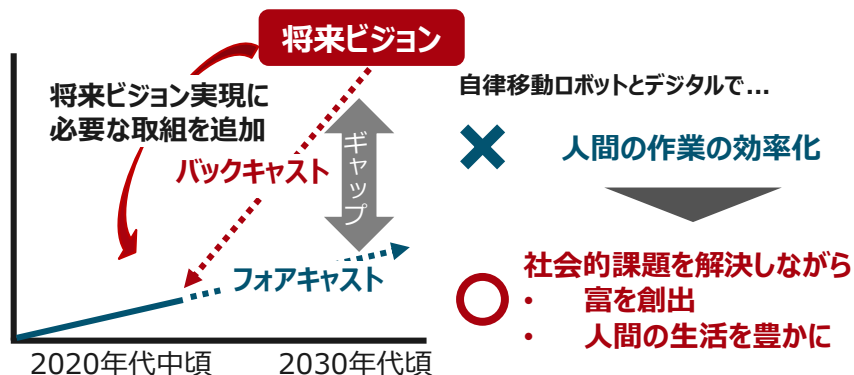 将来ビジョン
将来ビジョン実現に
必要な取組を追加
バックキャスト
ギャップ
フォアキャスト
2020年代中頃
2030年代頃
自律移動ロボットとデジタルで...
人間の作業の効率化
社会的課題を解決しながら
• 富を創出
• 人間の生活を豊かに